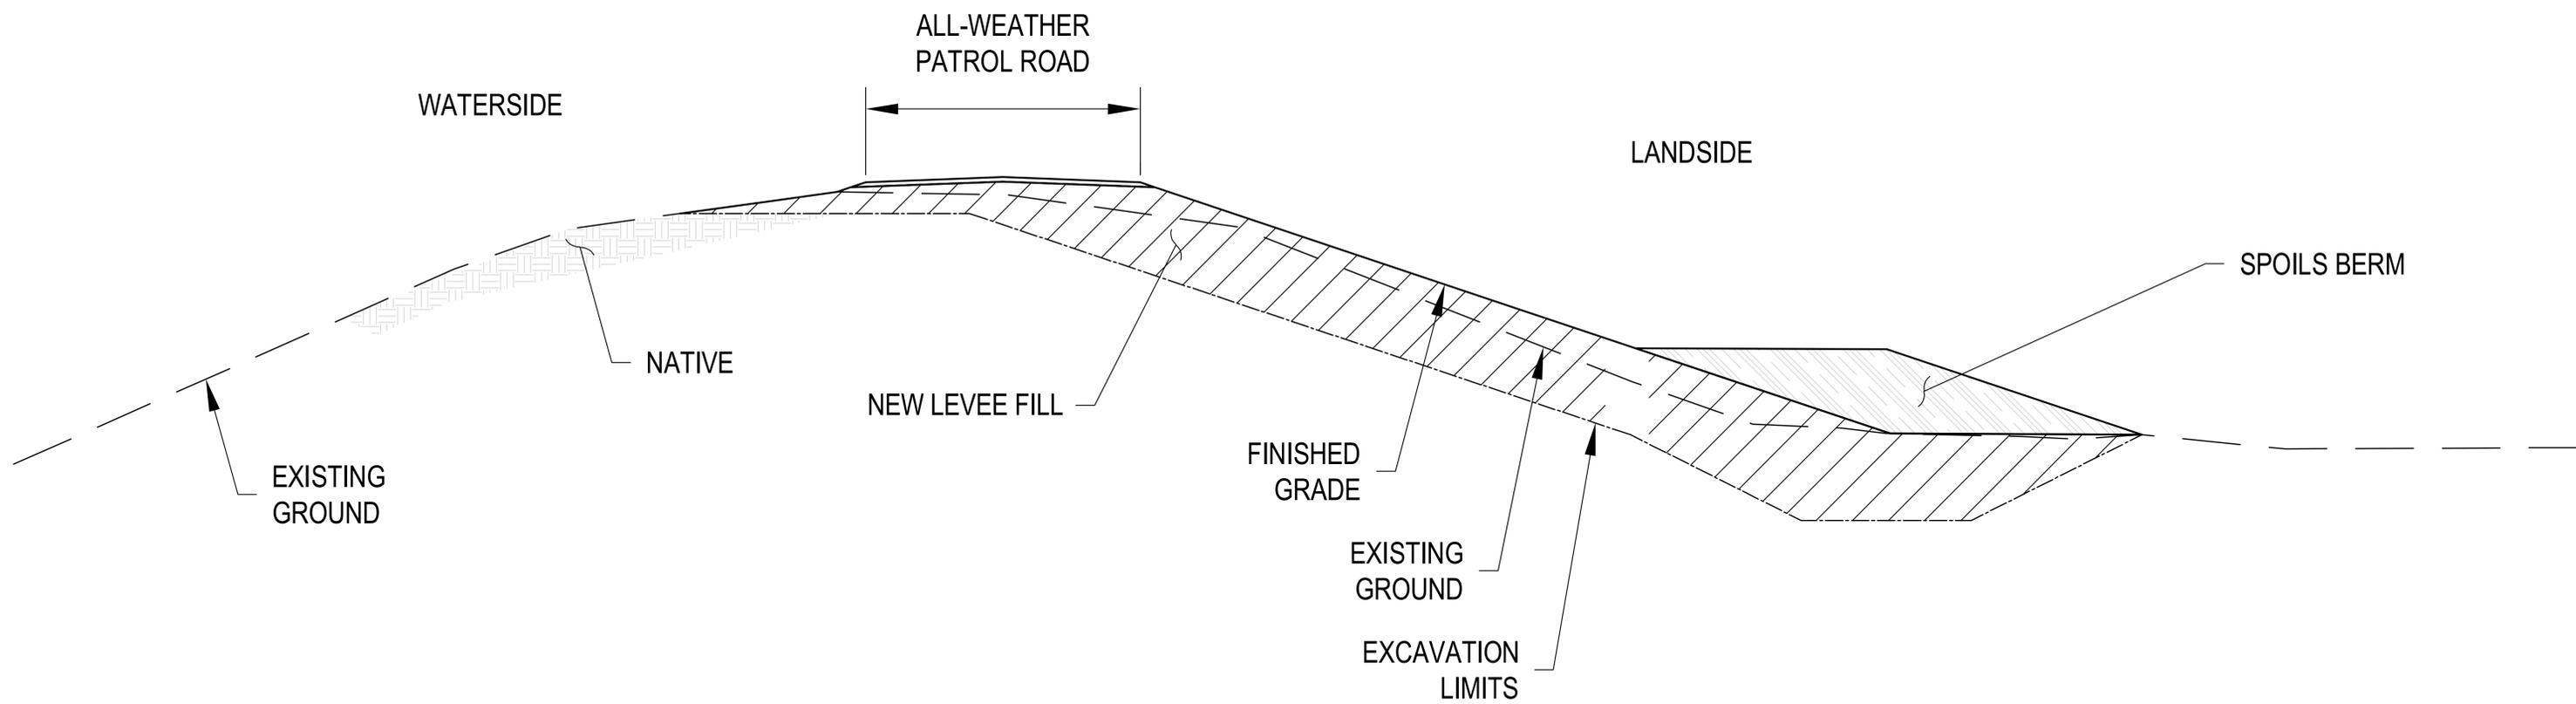 ALL-WEATHER
PATROL ROAD
WATERSIDE
LANDSIDE
SPOILS BERM
NATIVE
NEW LEVEE FILL
FINISHED
GRADE
EXISTING
GROUND
EXISTING
GROUND
EXCAVATION
LIMITS